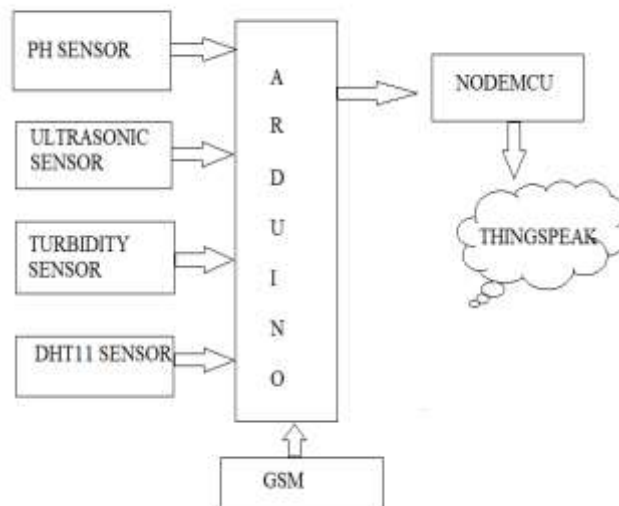 PH SENSOR
ULTRASONIC
SENSOR
TURBIDITY
SENSOR
DHT11 SENSOR
A
R
D
U
I
N
O
GSM
NODEMCU
THINGSPEAK